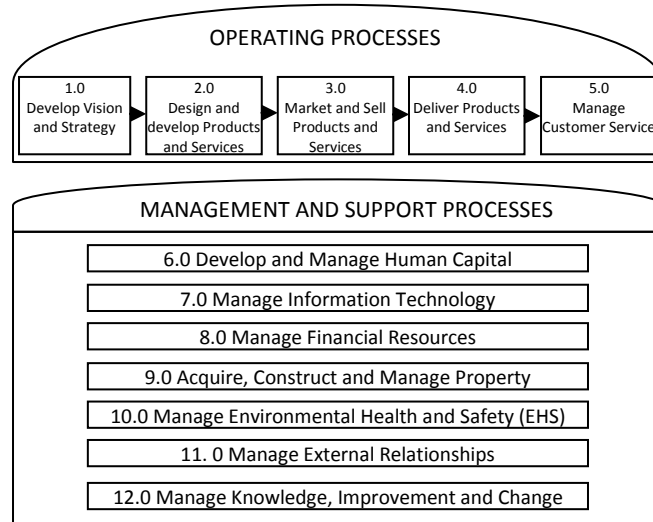 OPERATING PROCESSES
1.0
Develop Vision
and Strategy
2.0
Design and
develop Products
and Services
3.0
Market and Sell
Products and
Services
4.0
Deliver Products
and Services
5.0
Manage
Customer Service
MANAGEMENT AND SUPPORT PROCESSES
6.0 Develop and Manage Human Capital
7.0 Manage Information Technology
8.0 Manage Financial Resources
9.0 Acquire, Construct and Manage Property
10.0 Manage Environmental Health and Safety (EHS)
11. 0 Manage External Relationships
12.0 Manage Knowledge, Improvement and Change